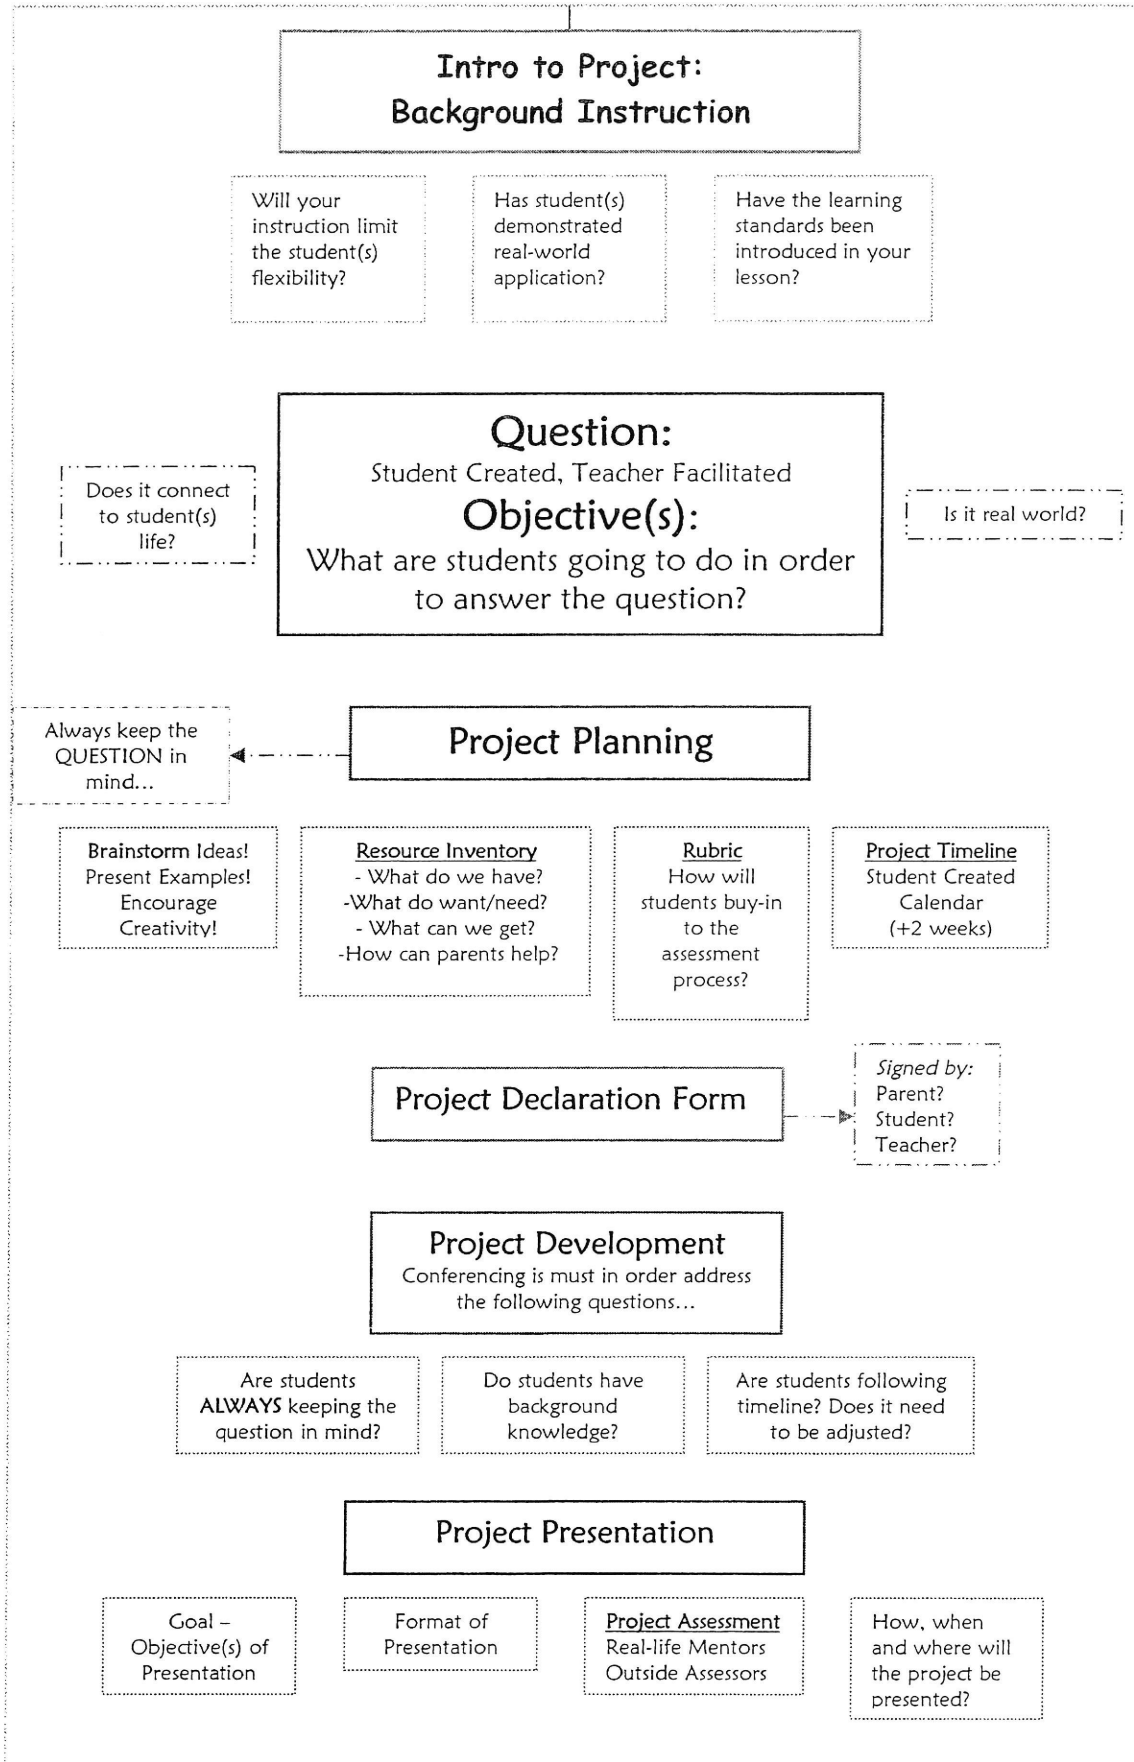 Intro to Project:
Background Instruction
Will your
instruction limit
the student(s)
flexibility?
Has student(s)
demonstrated
real-world
application?
Have the learning
standards been
introduced in your
lesson?
Question:
Student Created, Teacher Facilitated
Objective(s):
What are students going to do in order
to answer the question?
Does it connect
to student(s)
life?
Is it real world?
Always keep the
QUESTION in
mind...
Project Planning
Brainstorm Ideas!
Present Examples!
Encourage
Creativity!
Resource Inventory
- What do we have?
-What do want/need?
- What can we get?
-How can parents help?
Rubric
How will
students buy-in
to the
assessment
process?
Project Timeline
Student Created
Calendar
(+2 weeks)
Project Declaration Form
Signed by:
Parent?
Student?
Teacher?
Project Development
Conferencing is must in order address
the following questions...
Are students
ALWAYS keeping the
question in mind?
Do students have
background
knowledge?
Are students following
timeline? Does it need
to be adjusted?
Project Presentation
Goal –
Objective(s) of
Presentation
Format of
Presentation
Project Assessment
Real-life Mentors
Outside Assessors
How, when
and where will
the project be
presented?